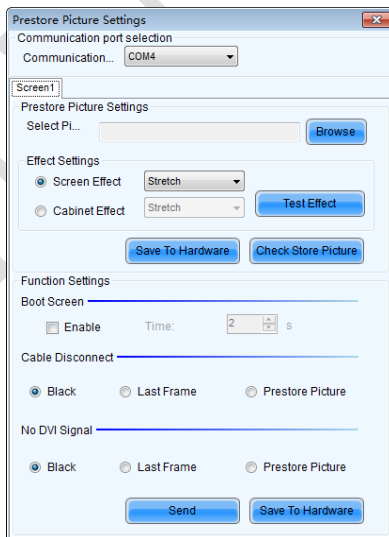 Prestore Picture Settings
Communication port selection
Communication... COM4
Screen1
Prestore Picture Settings
Select Pi... Browse
Effect Settings
Screen Effect Stretch
Cabinet Effect Stretch Test Effect
Save To Hardware Check Store Picture
Function Settings
Boot Screen
Enable Time: 2 s
Cable Disconnect
Black Last Frame Prestore Picture
No DVI Signal
Black Last Frame Prestore Picture
Send Save To Hardware